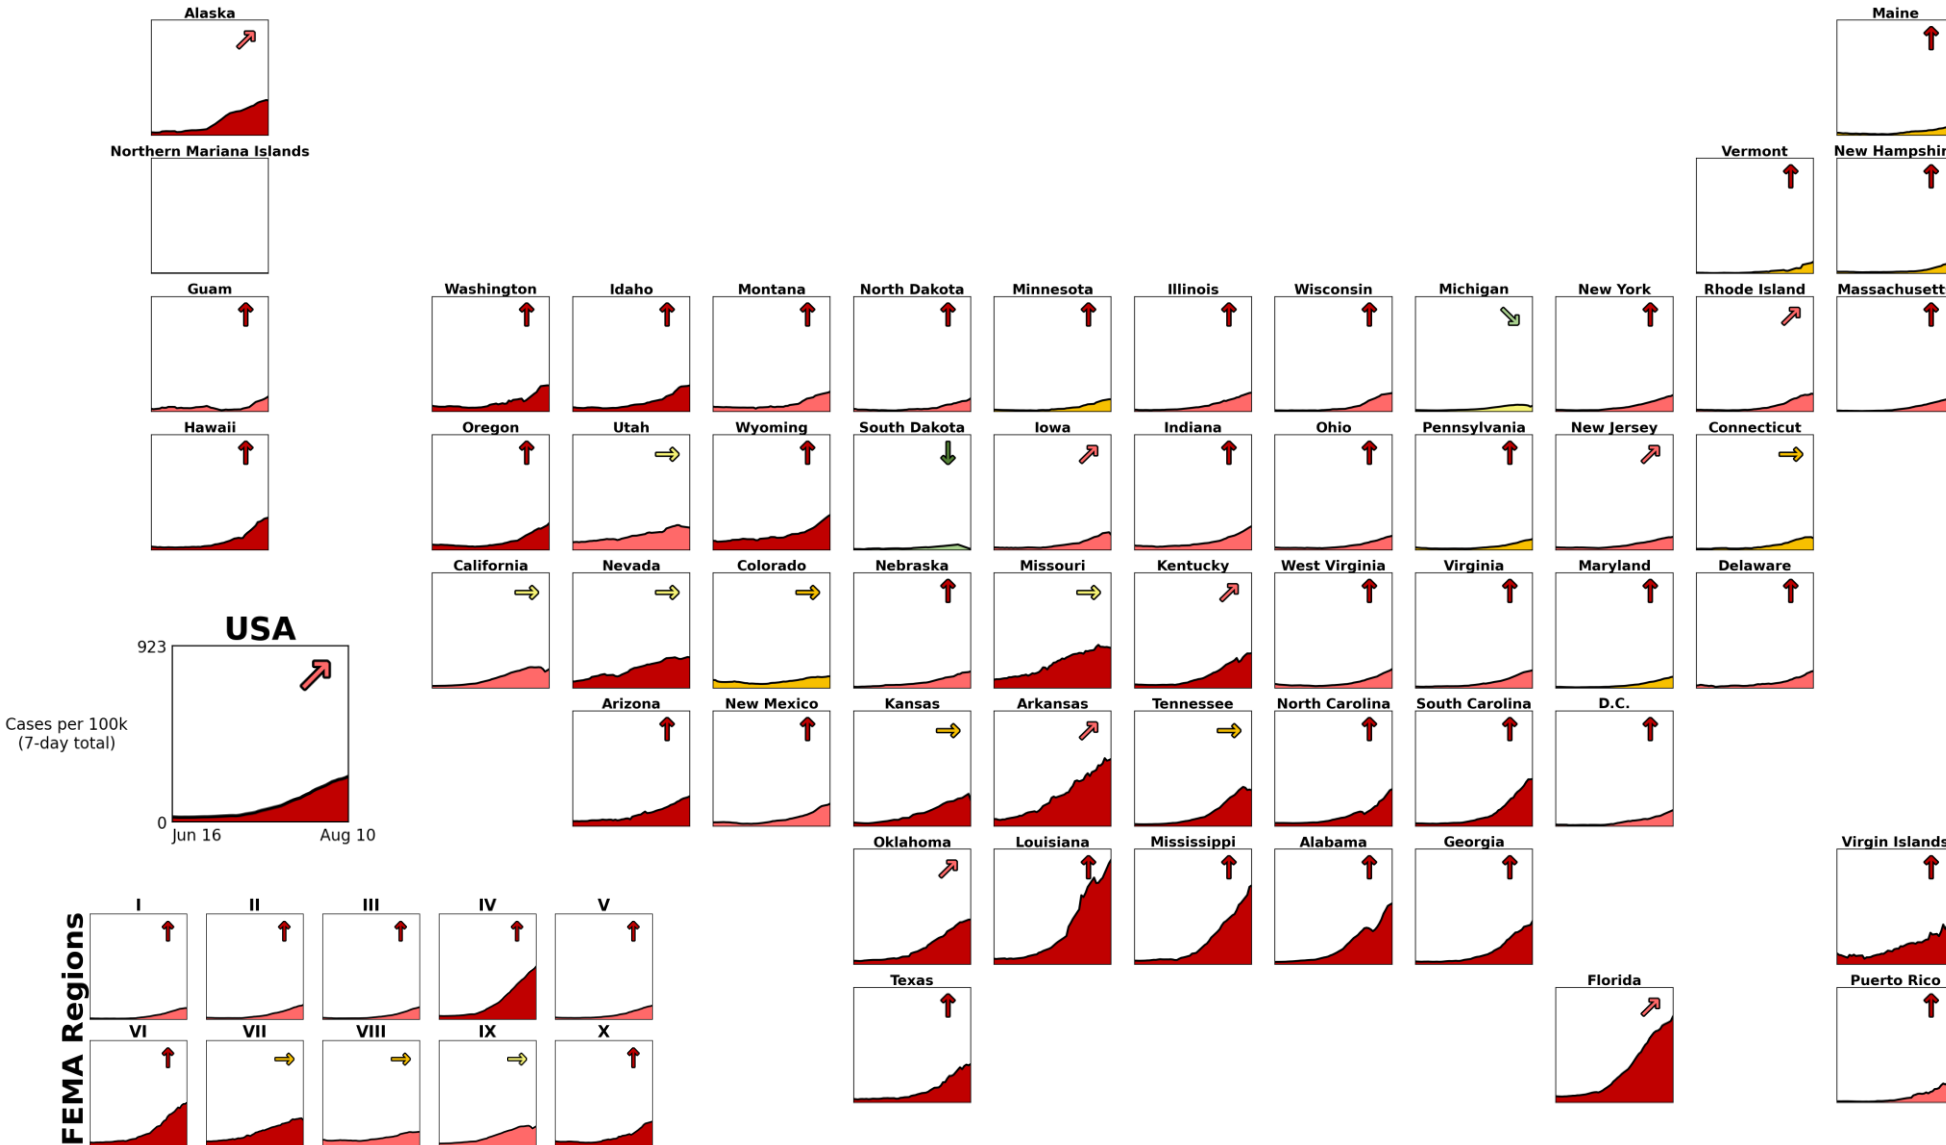 Alaska
Maine
Northern Mariana Islands
Vermont
New Hampshir
Guam
Washington
Idaho
Montana
North Dakota
Minnesota
Illinois
Wisconsin
Michigan
New York
Rhode Island
Massachusett
Hawaii
Oregon
Utah
Wyoming
South Dakota
Iowa
Indiana
Ohio
Pennsylvania
New Jersey
Connecticut
California
Nevada
Colorado
Nebraska
Missouri
Kentucky
West Virginia
Virginia
Maryland
Delaware
USA
923
Cases per 100k
(7-day total)
0
Jun 16
Aug 10
Arizona
New Mexico
Kansas
Arkansas
Tennessee
North Carolina
South Carolina
D.C.
Oklahoma
Louisiana
Mississippi
Alabama
Georgia
Virgin Islands
Texas
Florida
Puerto Rico
FEMA Regions
I
II
III
IV
V
VI
VII
VIII
IX
X